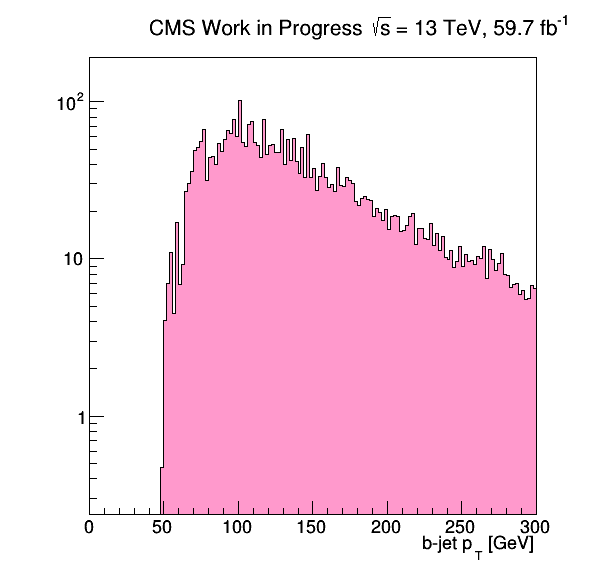 CMS Work in Progress √s = 13 TeV, 59.7 fb⁻¹
10²
10
1
0 50 100 150 200 250 300
b-jet p_T [GeV]